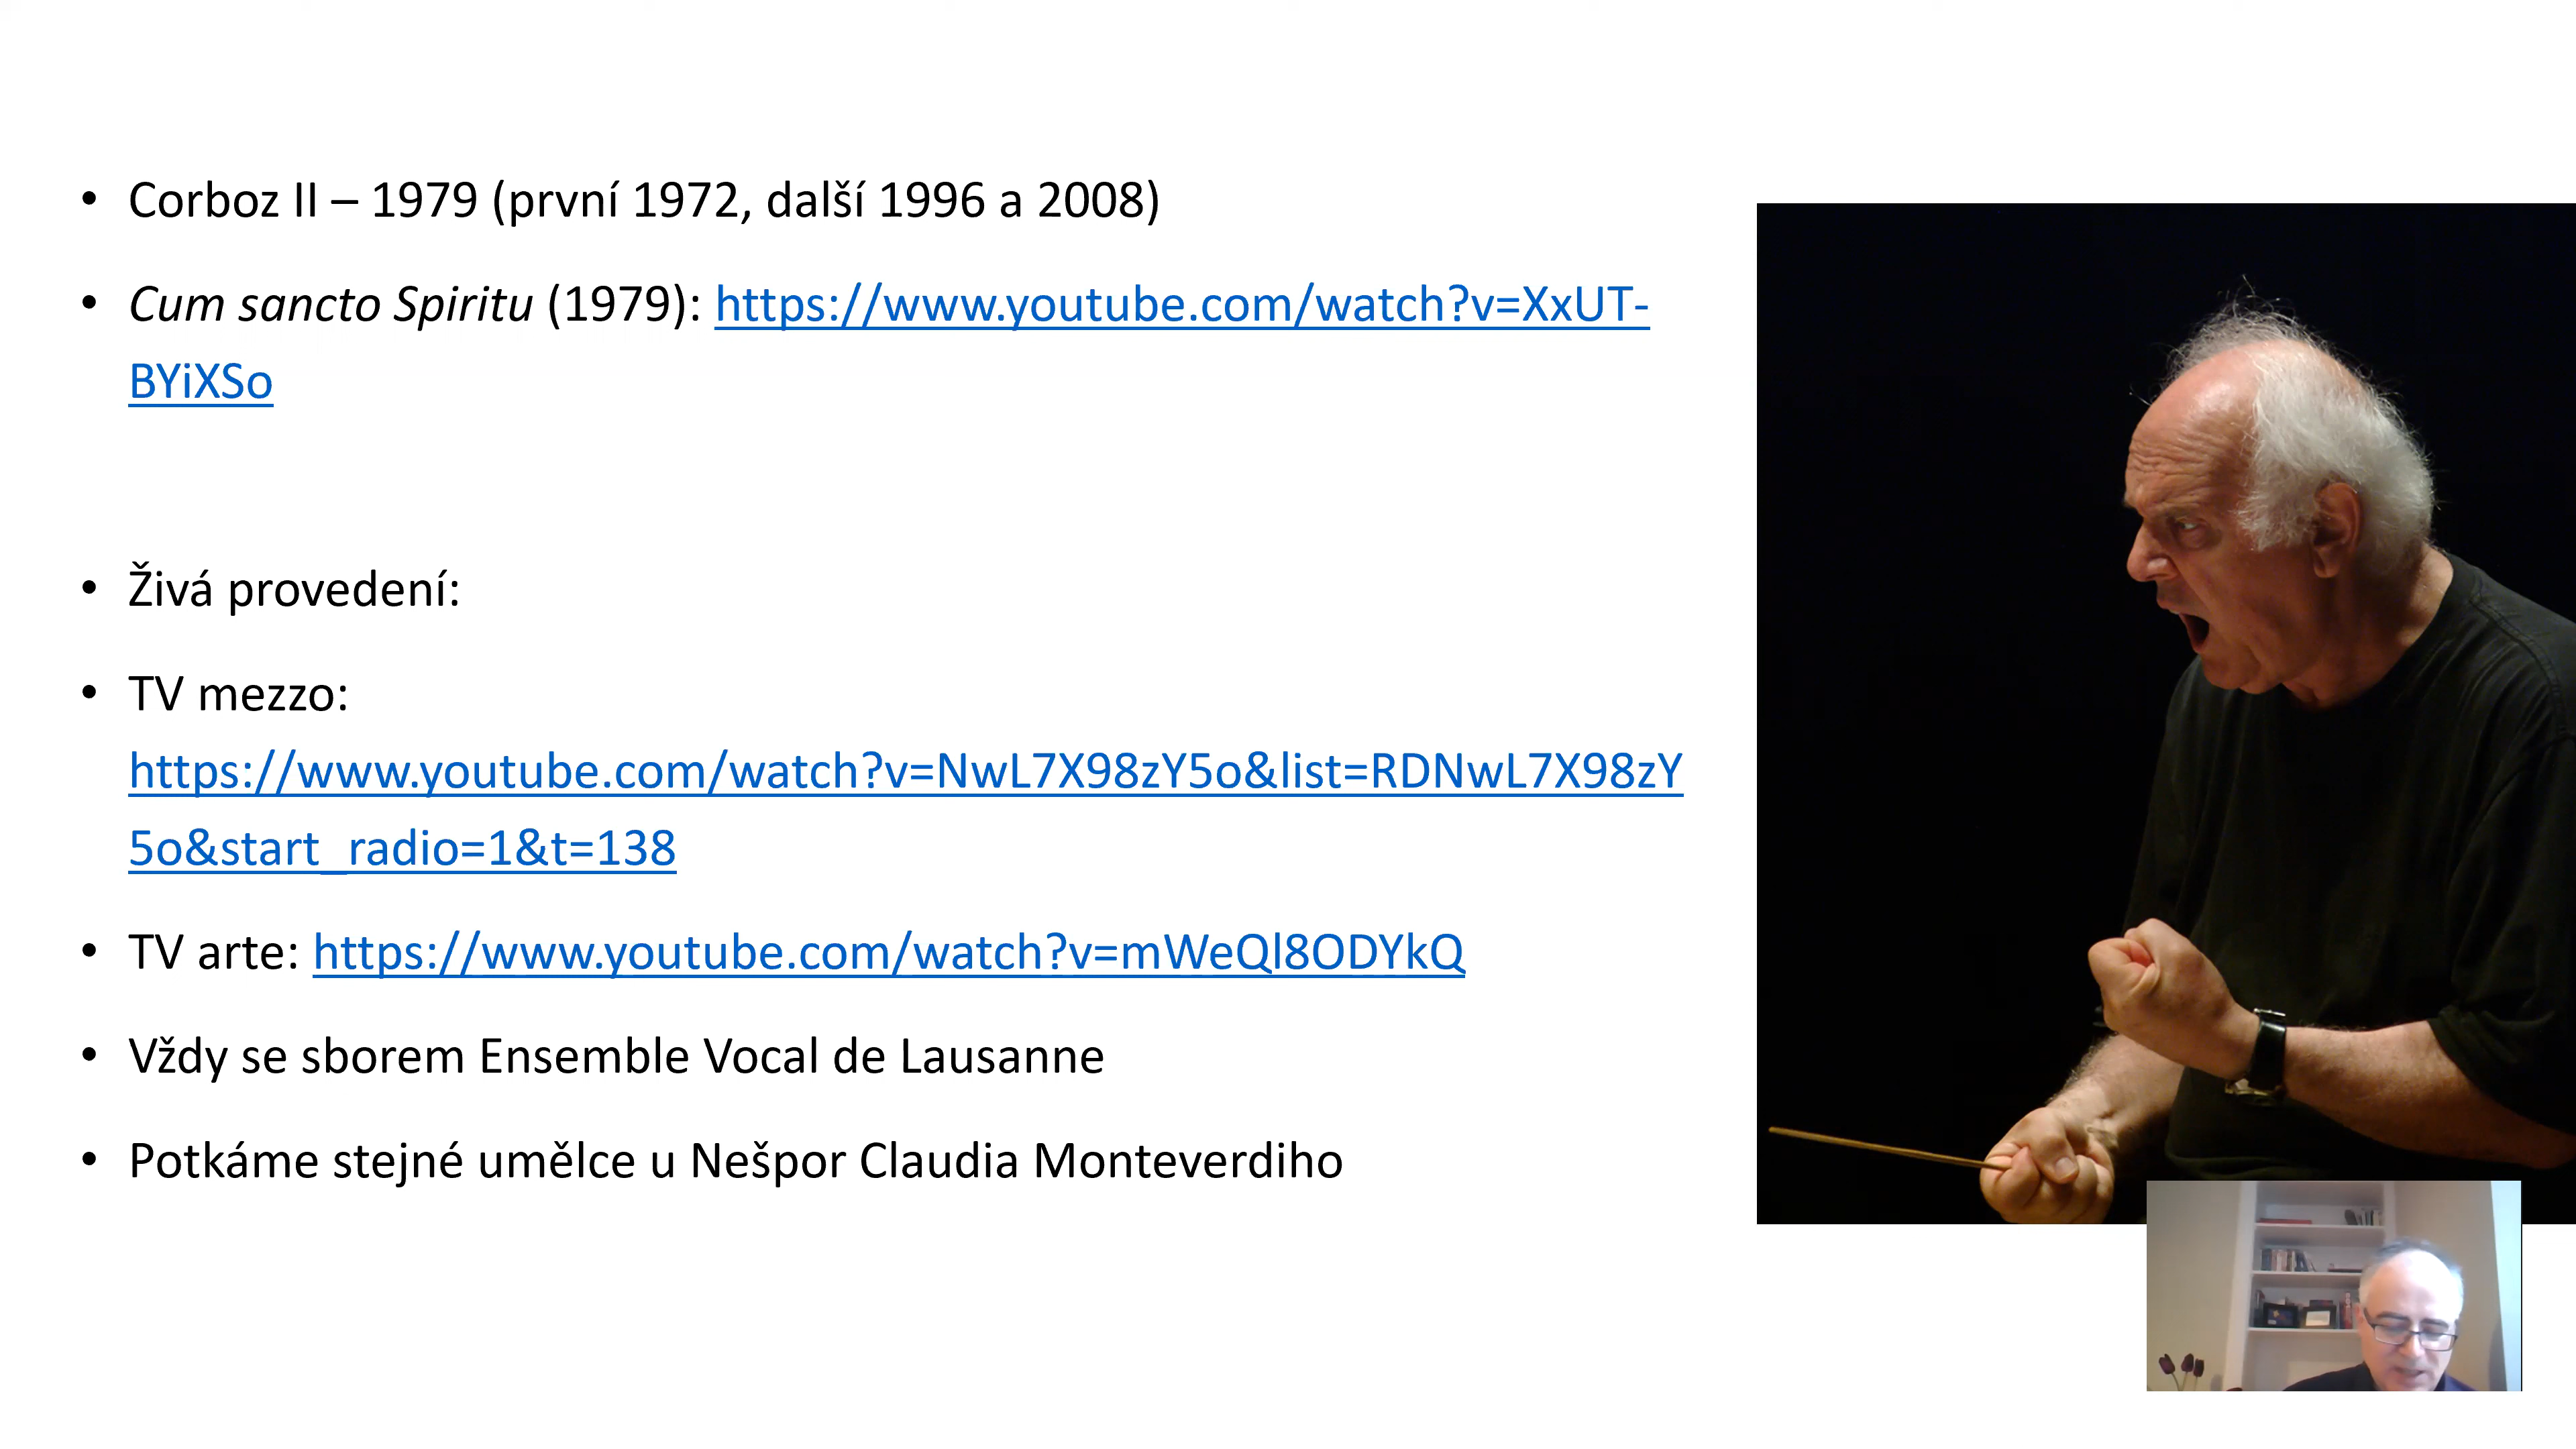 • Corboz II – 1979 (první 1972, další 1996 a 2008)
• Cum sancto Spiritu (1979): https://www.youtube.com/watch?v=XxUT-
BYiXSo
• Živá provedení:
• TV mezzo:
https://www.youtube.com/watch?v=NwL7X98zY5o&list=RDNwL7X98zY
5o&start_radio=1&t=138
• TV arte: https://www.youtube.com/watch?v=mWeQl8ODYkQ
• Vždy se sborem Ensemble Vocal de Lausanne
• Potkáme stejné umělce u Nešpor Claudia Monteverdiho